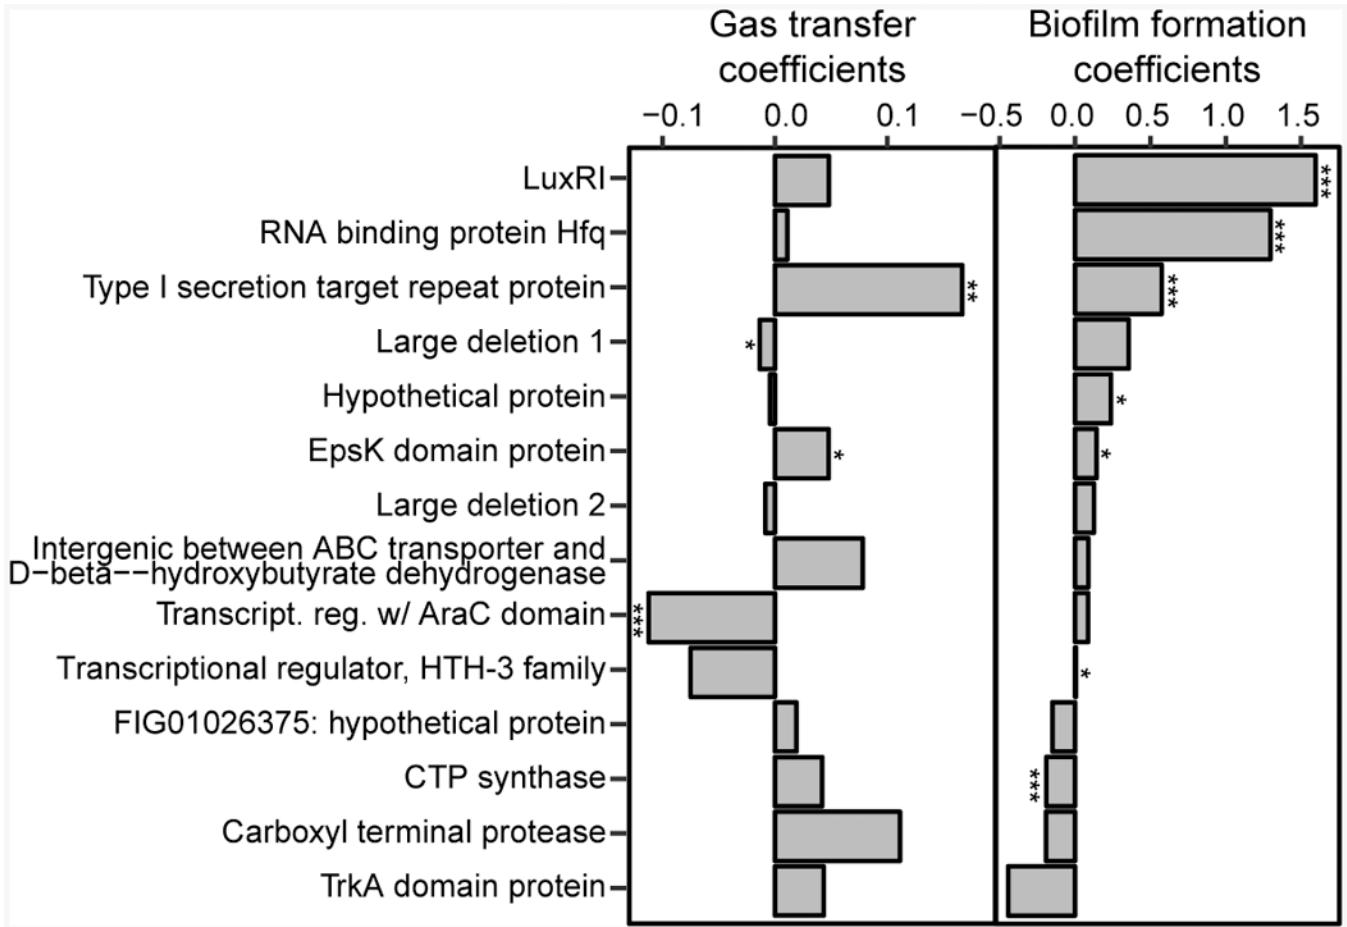 Gas transfer
coefficients
Biofilm formation
coefficients
−0.1 0.0 0.1 −0.5 0.0 0.5 1.0 1.5
LuxRI ***
RNA binding protein Hfq ***
Type I secretion target repeat protein ** ***
Large deletion 1 *
Hypothetical protein *
EpsK domain protein * *
Large deletion 2
Intergenic between ABC transporter and
D−beta−−hydroxybutyrate dehydrogenase
Transcript. reg. w/ AraC domain ***
Transcriptional regulator, HTH-3 family *
FIG01026375: hypothetical protein
CTP synthase ***
Carboxyl terminal protease
TrkA domain protein